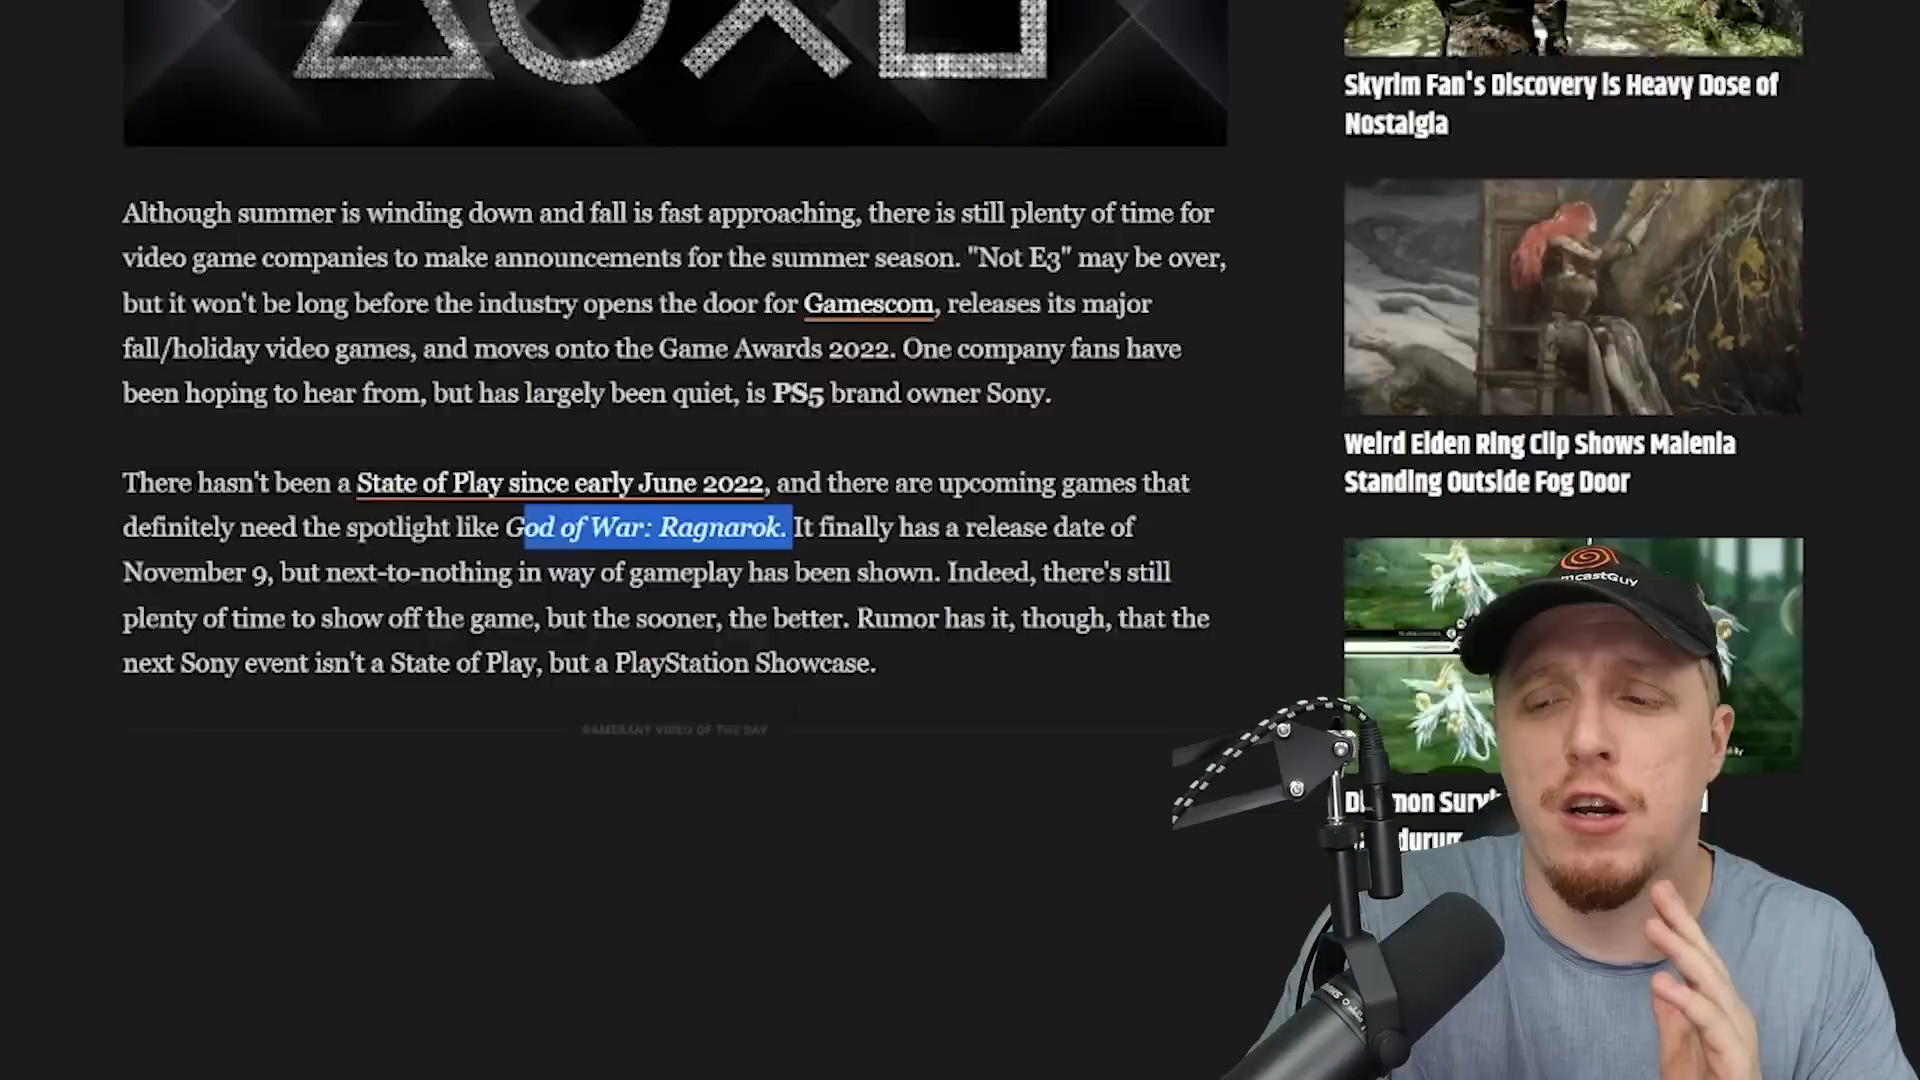 Although summer is winding down and fall is fast approaching, there is still plenty of time for
video game companies to make announcements for the summer season. "Not E3" may be over,
but it won't be long before the industry opens the door for Gamescom, releases its major
fall/holiday video games, and moves onto the Game Awards 2022. One company fans have
been hoping to hear from, but has largely been quiet, is PS5 brand owner Sony.
There hasn't been a State of Play since early June 2022, and there are upcoming games that
definitely need the spotlight like God of War: Ragnarok. It finally has a release date of
November 9, but next-to-nothing in way of gameplay has been shown. Indeed, there's still
plenty of time to show off the game, but the sooner, the better. Rumor has it, though, that the
next Sony event isn't a State of Play, but a PlayStation Showcase.
GAMERANT VIDEO OF THE DAY
Skyrim Fan's Discovery is Heavy Dose of
Nostalgia
Weird Elden Ring Clip Shows Malenia
Standing Outside Fog Door
mcastGuy